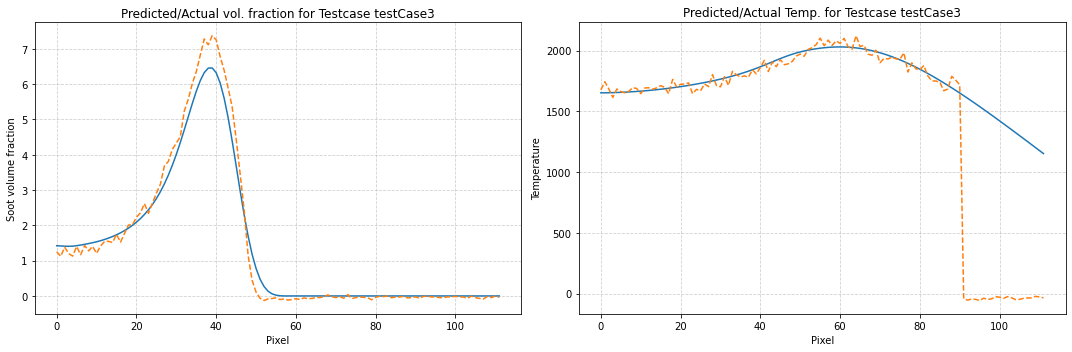 Predicted/Actual vol. fraction for Testcase testCase3
Soot volume fraction
7
6
5
4
3
2
1
0
0 20 40 60 80 100
Pixel
Predicted/Actual Temp. for Testcase testCase3
Temperature
2000
1500
1000
500
0
0 20 40 60 80 100
Pixel